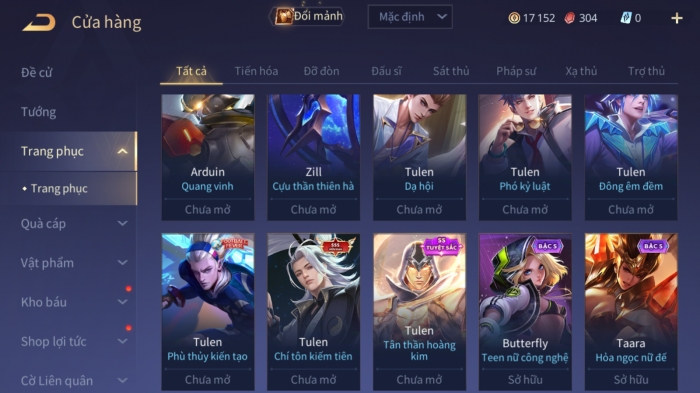 Cửa hàng
Đổi mảnh
Mặc định
17 152
304
0
Đề cử
Tướng
Trang phục
Trang phục
Quà cáp
Vật phẩm
Kho báu
Shop lợi tức
Cờ Liên quân
Tất cả Tiến hóa Đỡ đòn Đấu sĩ Sát thủ Pháp sư Xạ thủ Trợ thủ
Arduin
Quang vinh
Chưa mở
Zill
Cựu thần thiên hà
Chưa mở
Tulen
Dạ hội
Chưa mở
Tulen
Phó kỷ luật
Chưa mở
Tulen
Đông êm đềm
Chưa mở
Tulen
Phù thủy kiến tạo
Chưa mở
SSS
Tulen
Chí tôn kiếm tiên
Chưa mở
SS
TUYỆT SẮC
Tulen
Tân thần hoàng
kim
Chưa mở
BẬC S
Butterfly
Teen nữ công nghệ
Sở hữu
BẬC S
Taara
Hỏa ngọc nữ đế
Sở hữu